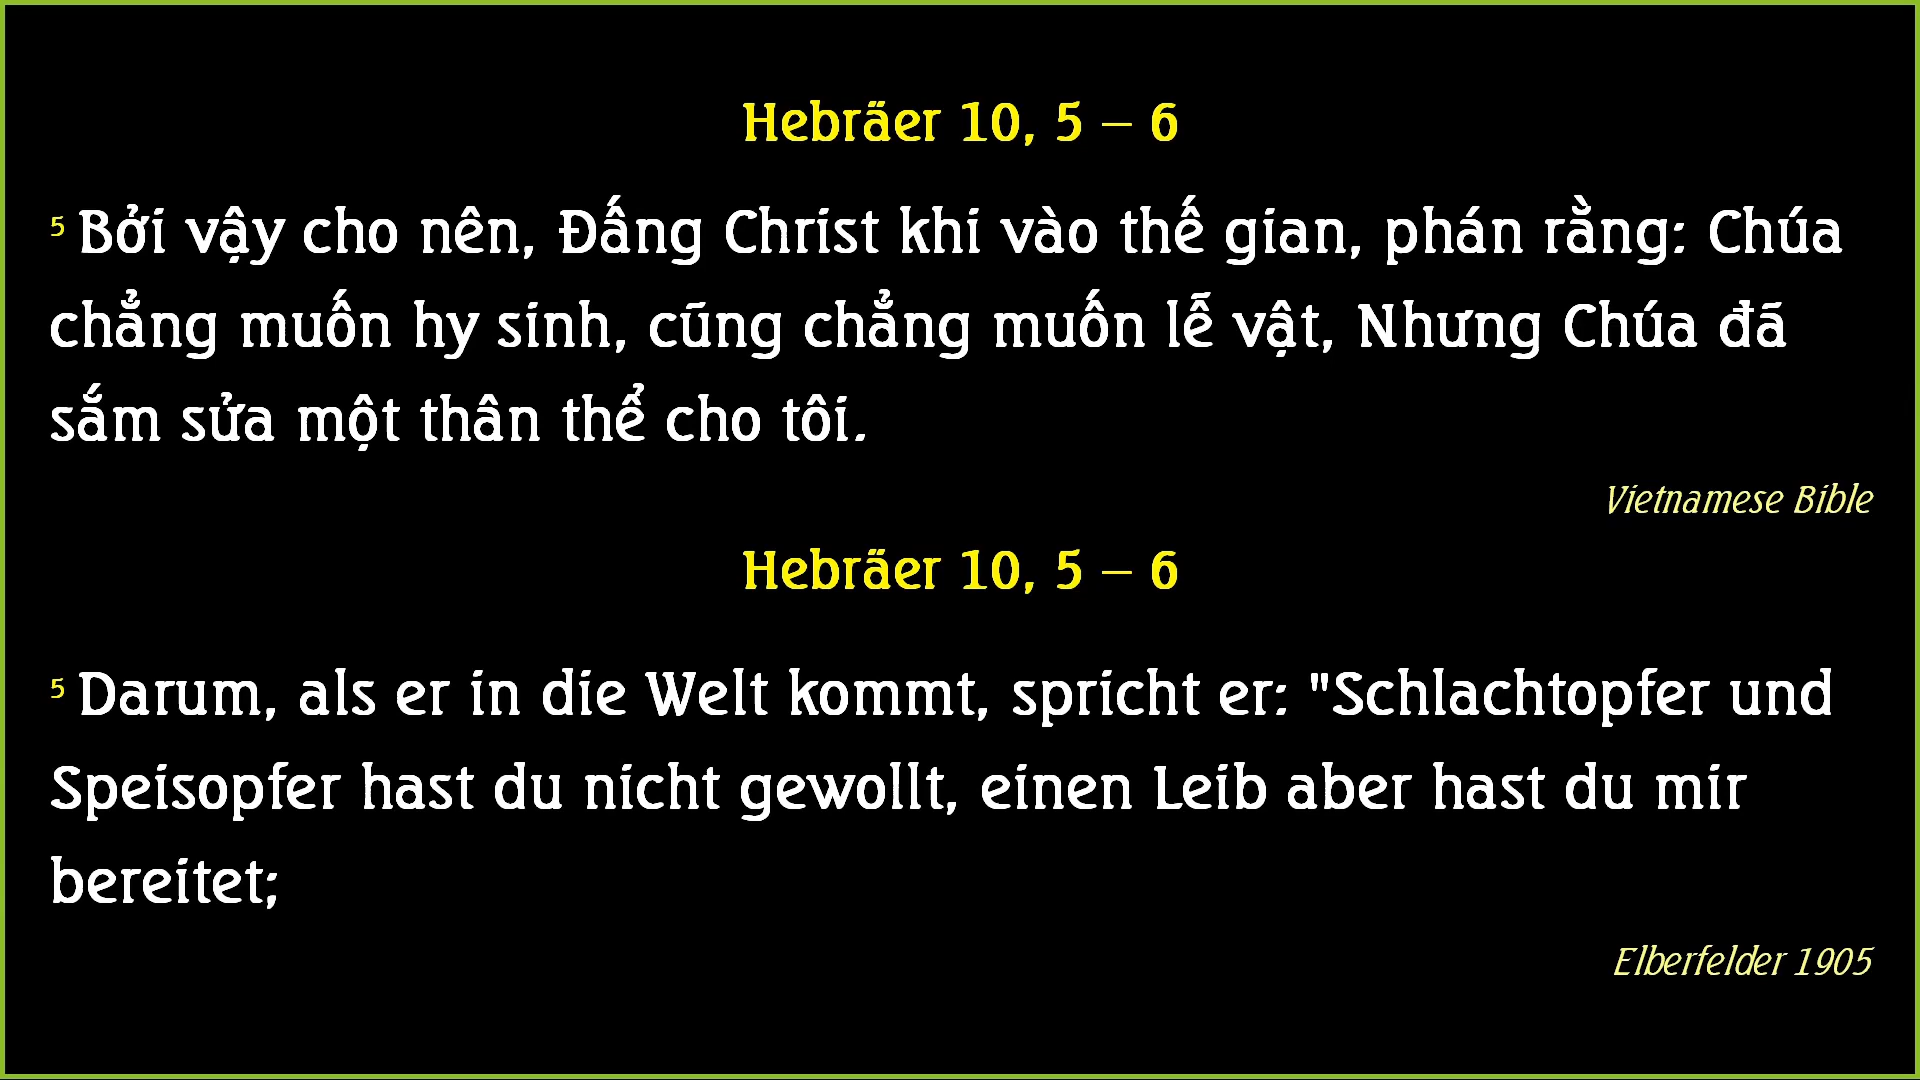 Hebräer 10, 5 – 6
5 Bởi vậy cho nên, Đấng Christ khi vào thế gian, phán rằng: Chúa
chẳng muốn hy sinh, cũng chẳng muốn lễ vật, Nhưng Chúa đã
sắm sửa một thân thể cho tôi.
Vietnamese Bible
Hebräer 10, 5 – 6
5 Darum, als er in die Welt kommt, spricht er: "Schlachtopfer und
Speisopfer hast du nicht gewollt, einen Leib aber hast du mir
bereitet;
Elberfelder 1905